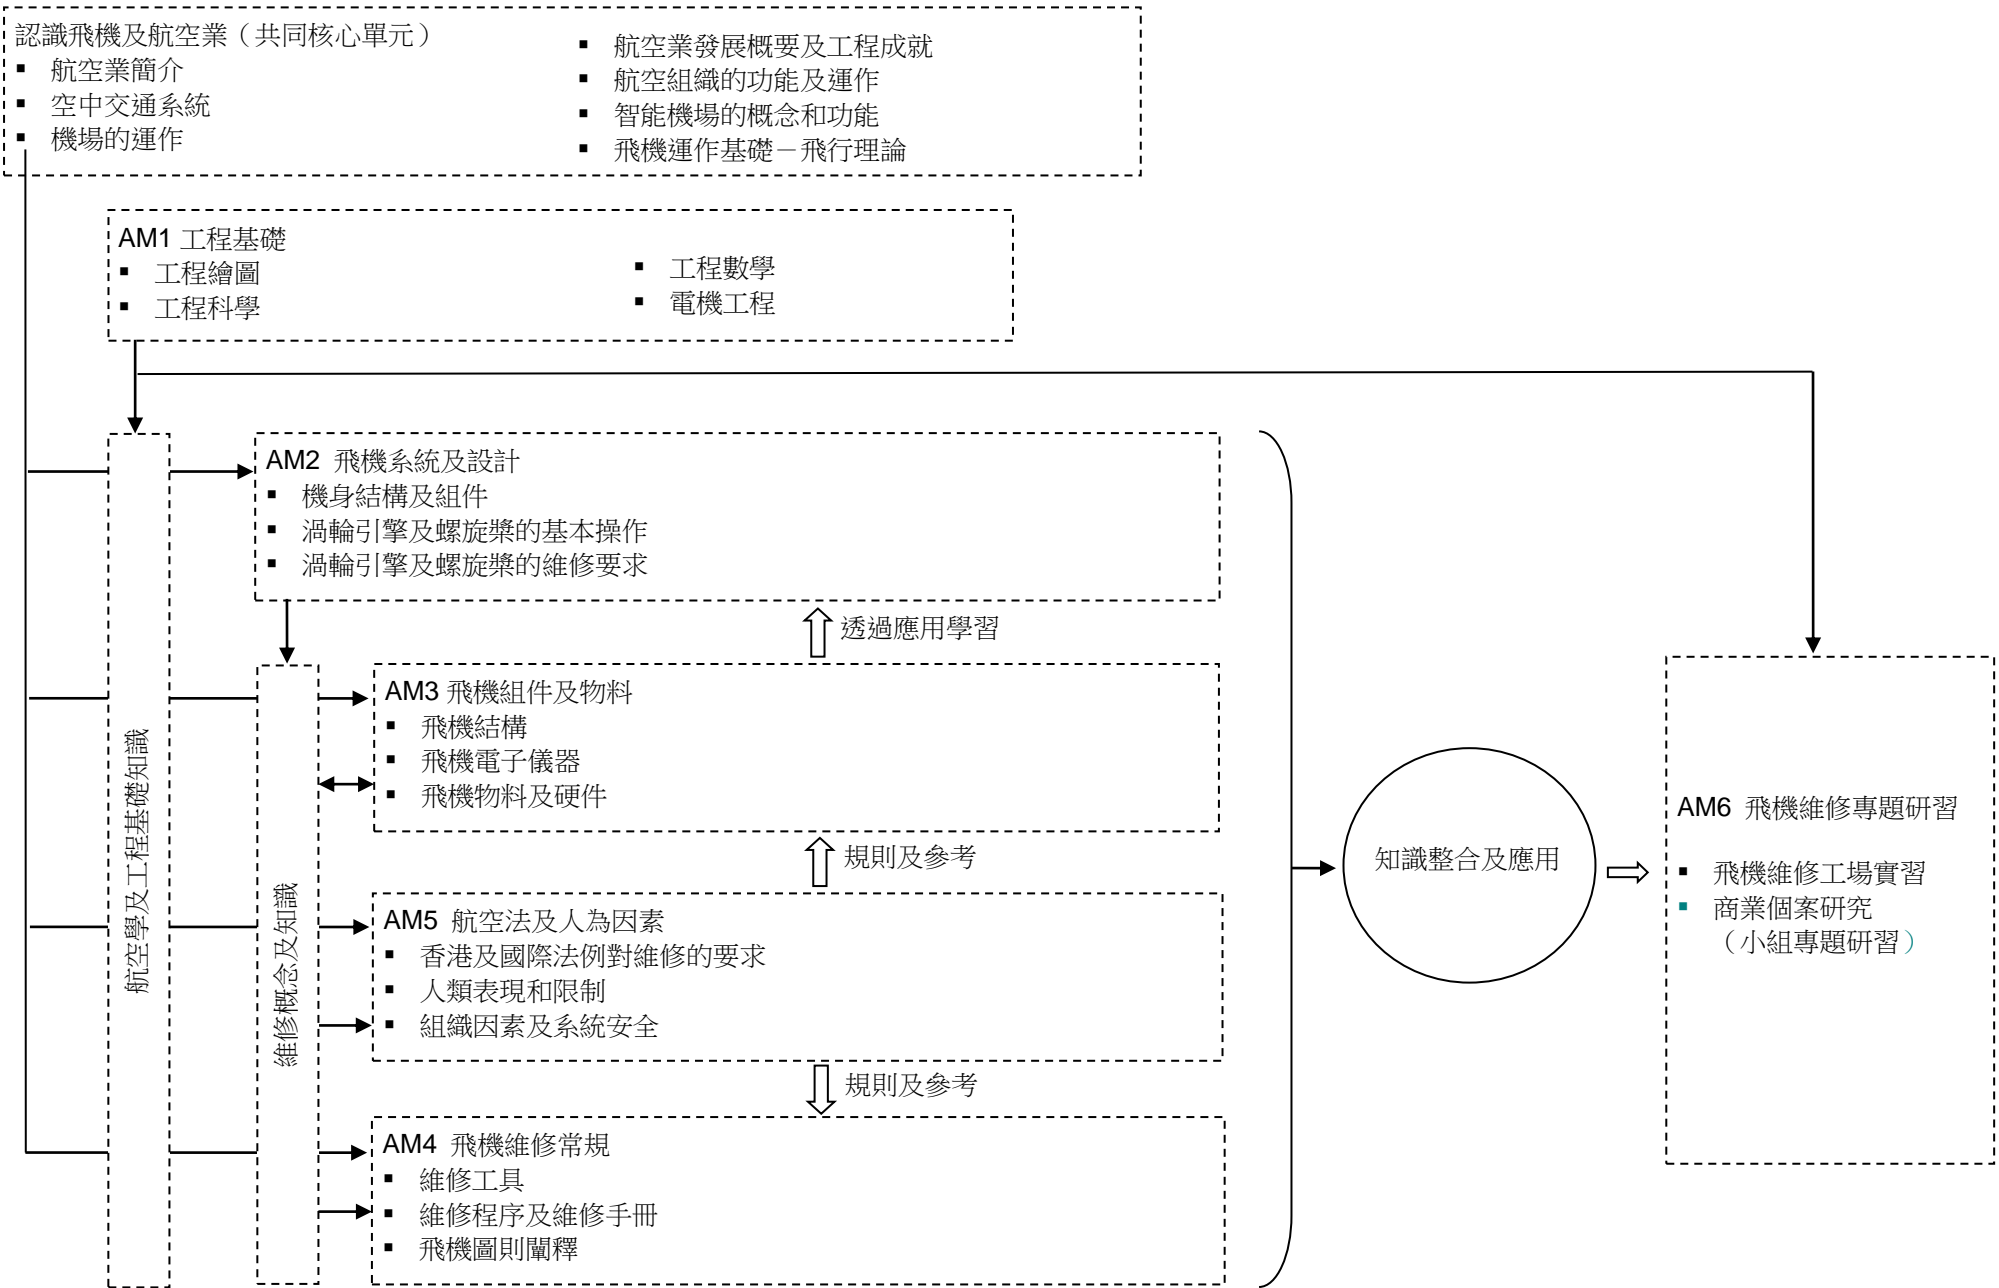 認識飛機及航空業（共同核心單元）
▪ 航空業簡介
▪ 空中交通系統
▪ 機場的運作
▪ 航空業發展概要及工程成就
▪ 航空組織的功能及運作
▪ 智能機場的概念和功能
▪ 飛機運作基礎－飛行理論
AM1 工程基礎
▪ 工程繪圖
▪ 工程科學
▪ 工程數學
▪ 電機工程
航空學及工程基礎知識
AM2 飛機系統及設計
▪ 機身結構及組件
▪ 渦輪引擎及螺旋槳的基本操作
▪ 渦輪引擎及螺旋槳的維修要求
透過應用學習
維修概念及知識
AM3 飛機組件及物料
▪ 飛機結構
▪ 飛機電子儀器
▪ 飛機物料及硬件
規則及參考
AM5 航空法及人為因素
▪ 香港及國際法例對維修的要求
▪ 人類表現和限制
▪ 組織因素及系統安全
規則及參考
AM4 飛機維修常規
▪ 維修工具
▪ 維修程序及維修手冊
▪ 飛機圖則闡釋
知識整合及應用
AM6 飛機維修專題研習
▪ 飛機維修工場實習
▪ 商業個案研究
（小組專題研習）